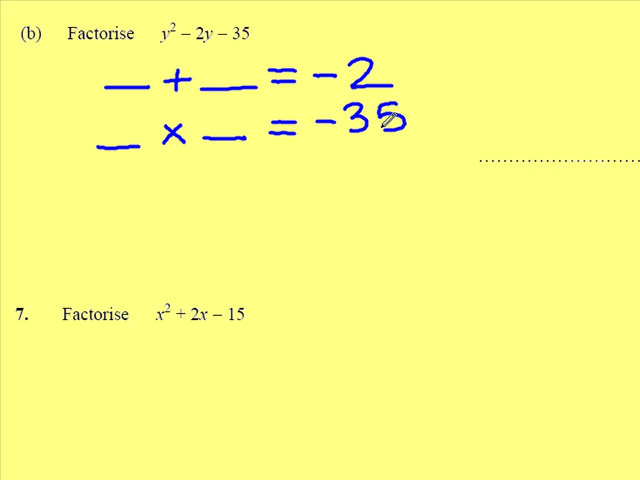 (b) Factorise y² – 2y – 35
__ + __ = -2
__ × __ = -35
................................
7. Factorise x² + 2x – 15